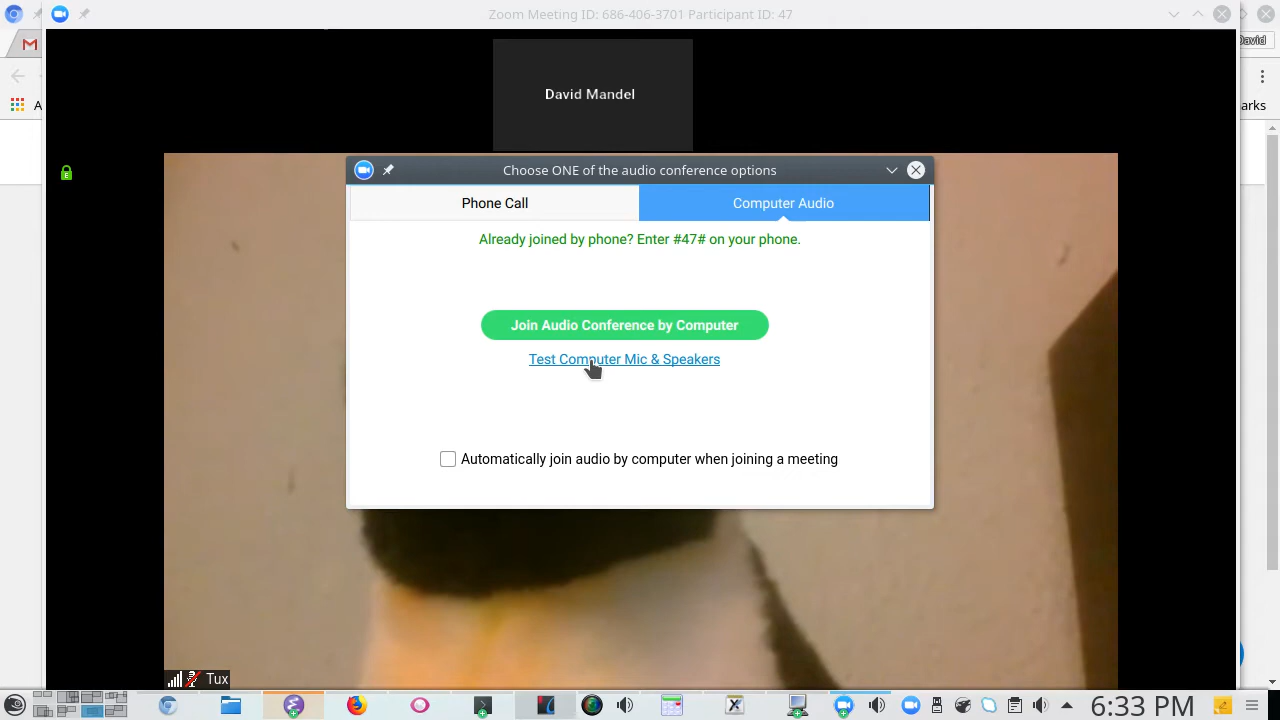 Zoom Meeting ID: 686-406-3701 Participant ID: 47
David
A
arks
David Mandel
Choose ONE of the audio conference options
Phone Call
Computer Audio
Already joined by phone? Enter #47# on your phone.
Join Audio Conference by Computer
Test Computer Mic & Speakers
Automatically join audio by computer when joining a meeting
Tux
6:33 PM